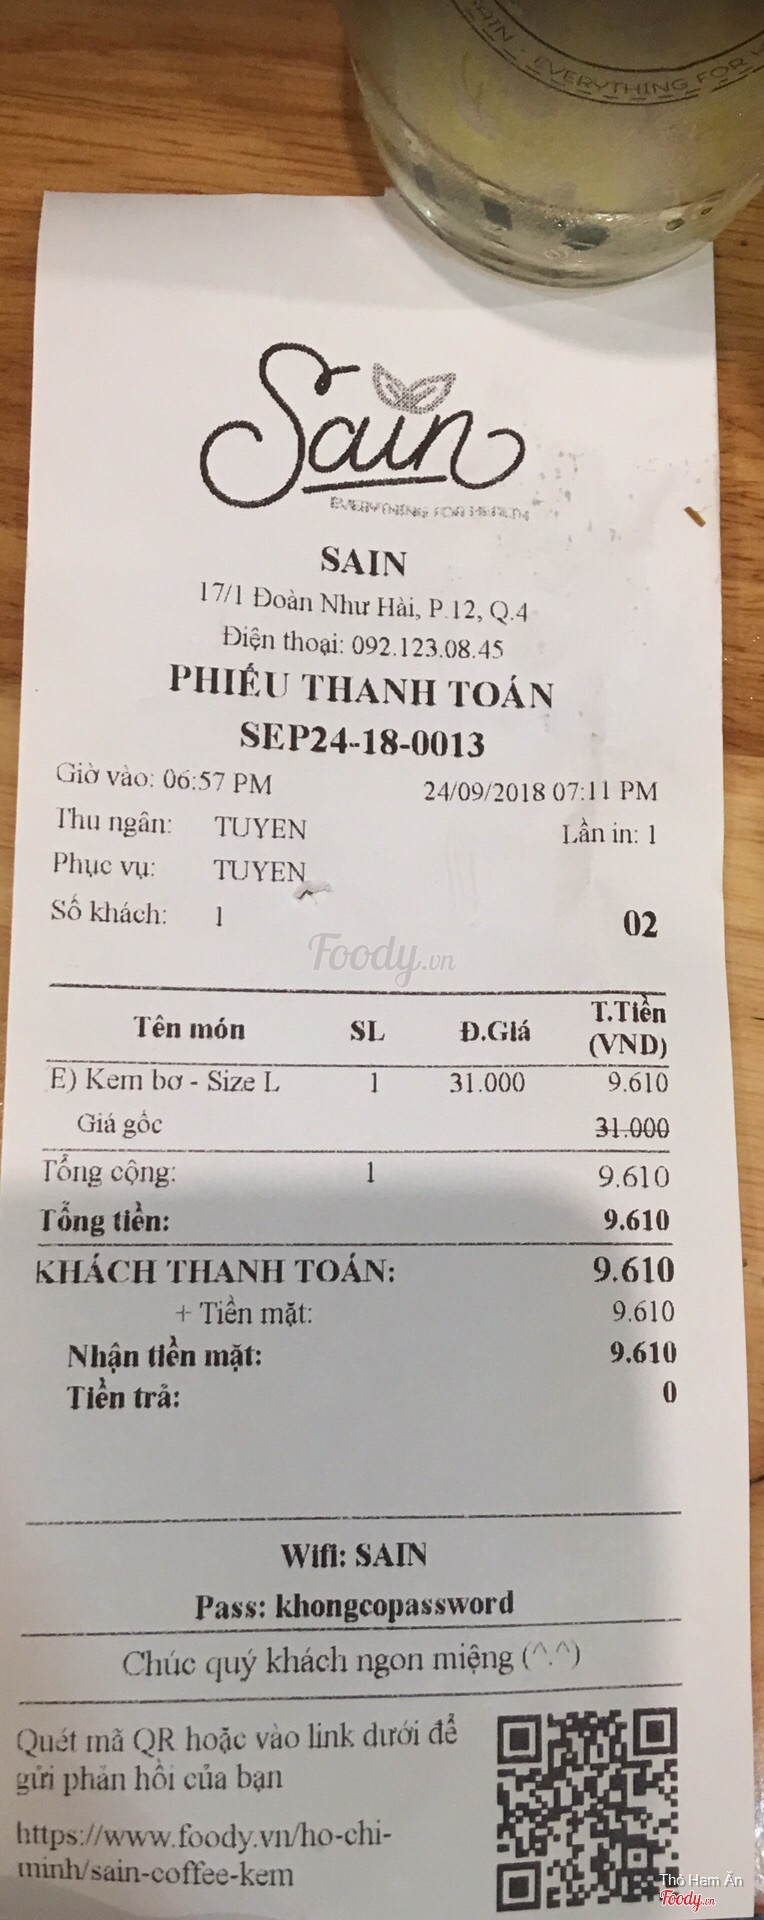 SAIN · EVERYTHING FOR
Sain
EVERYTHING FOR HEALTH
SAIN
17/1 Đoàn Như Hài, P.12, Q.4
Điện thoại: 092.123.08.45
PHIẾU THANH TOÁN
SEP24-18-0013
Giờ vào: 06:57 PM 24/09/2018 07:11 PM
Thu ngân: TUYEN Lần in: 1
Phục vụ: TUYEN
Số khách: 1 02
Foody.vn
Tên món SL Đ.Giá T.Tiền (VND)
E) Kem bơ - Size L 1 31.000 9.610
Giá gốc 31.000
Tổng cộng: 1 9.610
Tổng tiền: 9.610
KHÁCH THANH TOÁN: 9.610
+ Tiền mặt: 9.610
Nhận tiền mặt: 9.610
Tiền trả: 0
Wifi: SAIN
Pass: khongcopassword
Chúc quý khách ngon miệng (^.^)
Quét mã QR hoặc vào link dưới để
gửi phản hồi của bạn
https://www.foody.vn/ho-chi-
minh/sain-coffee-kem
Thỏ Ham Ăn
Foody.vn